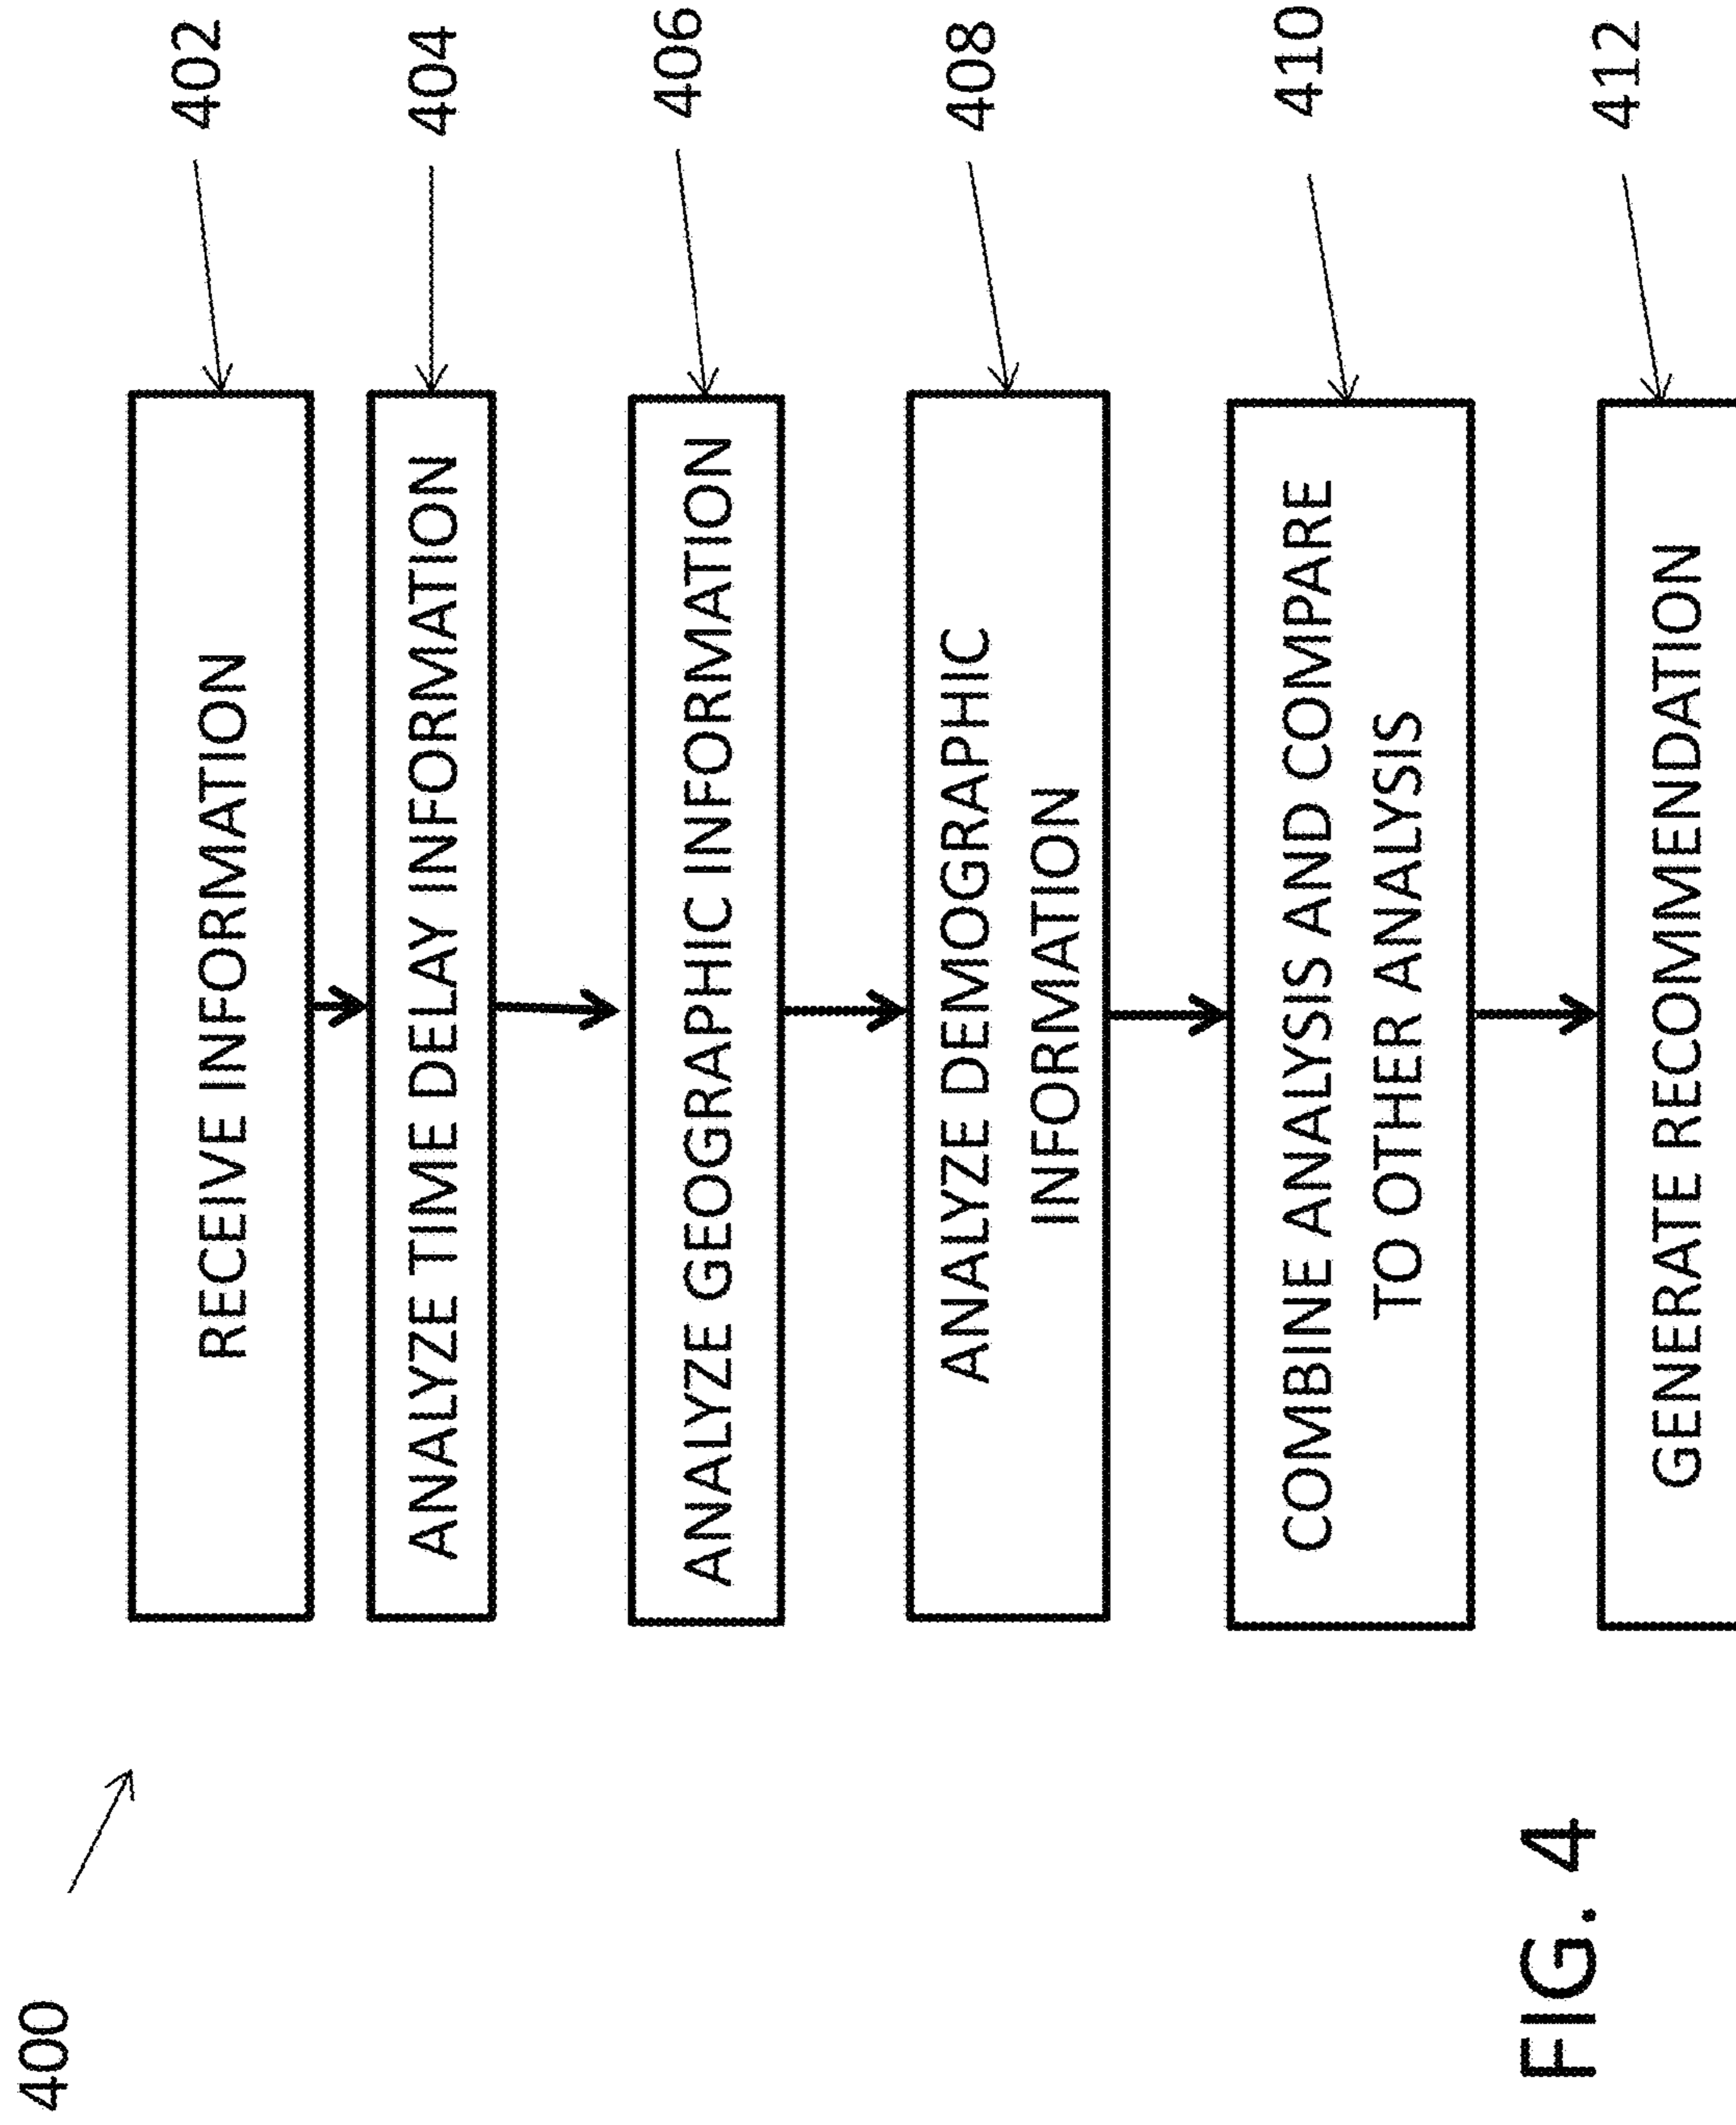 400
RECEIVE INFORMATION
402
ANALYZE TIME DELAY INFORMATION
404
ANALYZE GEOGRAPHIC INFORMATION
406
ANALYZE DEMOGRAPHIC
INFORMATION
408
COMBINE ANALYSIS AND COMPARE
TO OTHER ANALYSIS
410
GENERATE RECOMMENDATION
412
FIG. 4